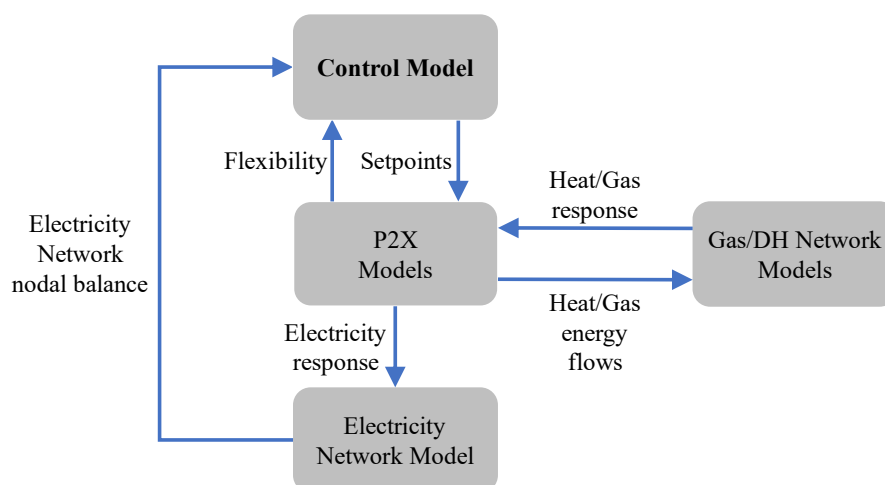 Control Model
Flexibility
Setpoints
Heat/Gas
response
Electricity
Network
nodal balance
P2X
Models
Gas/DH Network
Models
Heat/Gas
energy
flows
Electricity
response
Electricity
Network Model